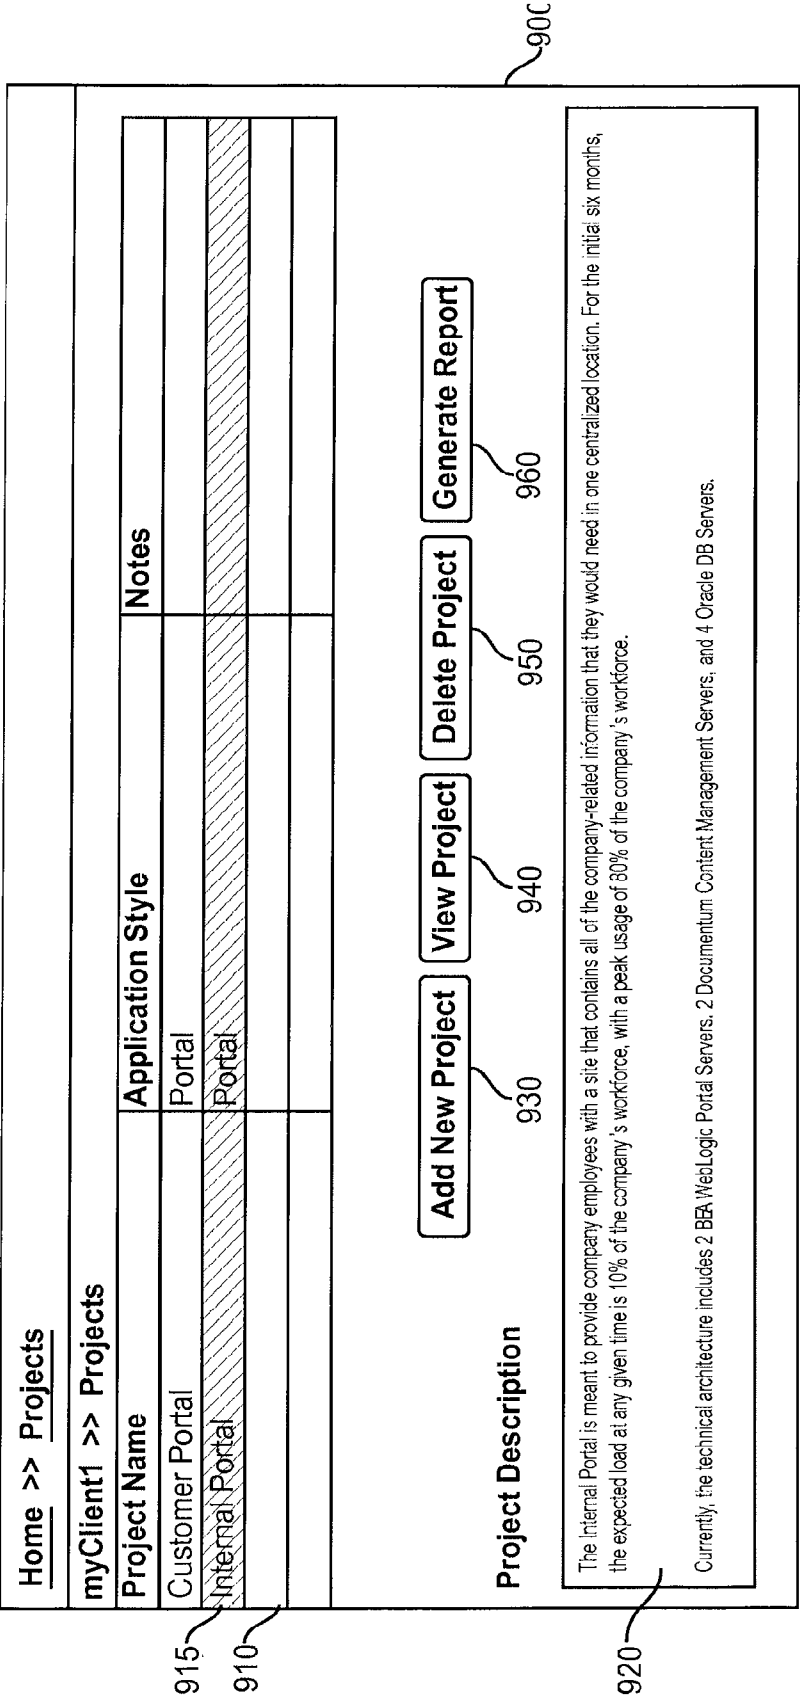 Home >> Projects
myClient1 >> Projects
Project Name Application Style Notes
Customer Portal Portal
915 Internal Portal Portal
910
Add New Project View Project Delete Project Generate Report
930 940 950 960
Project Description
The Internal Portal is meant to provide company employees with a site that contains all of the company-related information that they would need in one centralized location. For the initial six months,
the expected load at any given time is 10% of the company's workforce, with a peak usage of 80% of the company's workforce.
Currently, the technical architecture includes 2 BEA WebLogic Portal Servers, 2 Documentum Content Management Servers, and 4 Oracle DB Servers.
920
900